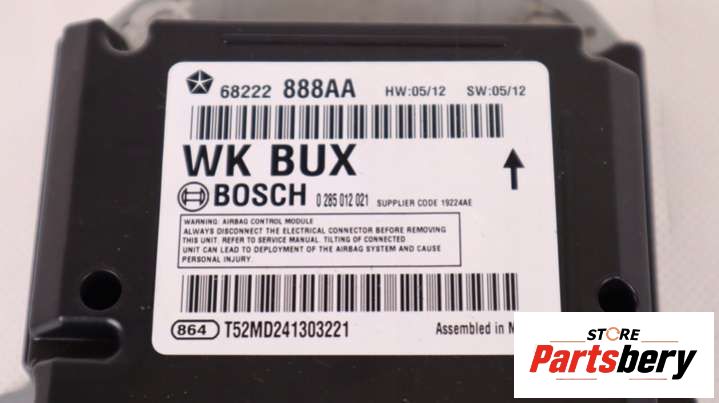 68222 888AA HW:05/12 SW:05/12
WK BUX
BOSCH 0 285 012 021 SUPPLIER CODE 19224AE
WARNING: AIRBAG CONTROL MODULE
ALWAYS DISCONNECT THE ELECTRICAL CONNECTOR BEFORE REMOVING
THIS UNIT. REFER TO SERVICE MANUAL. TILTING OF CONNECTED
UNIT CAN LEAD TO DEPLOYMENT OF THE AIRBAG SYSTEM AND CAUSE
PERSONAL INJURY.
864 T52MD241303221 Assembled in
STORE
Partsbery